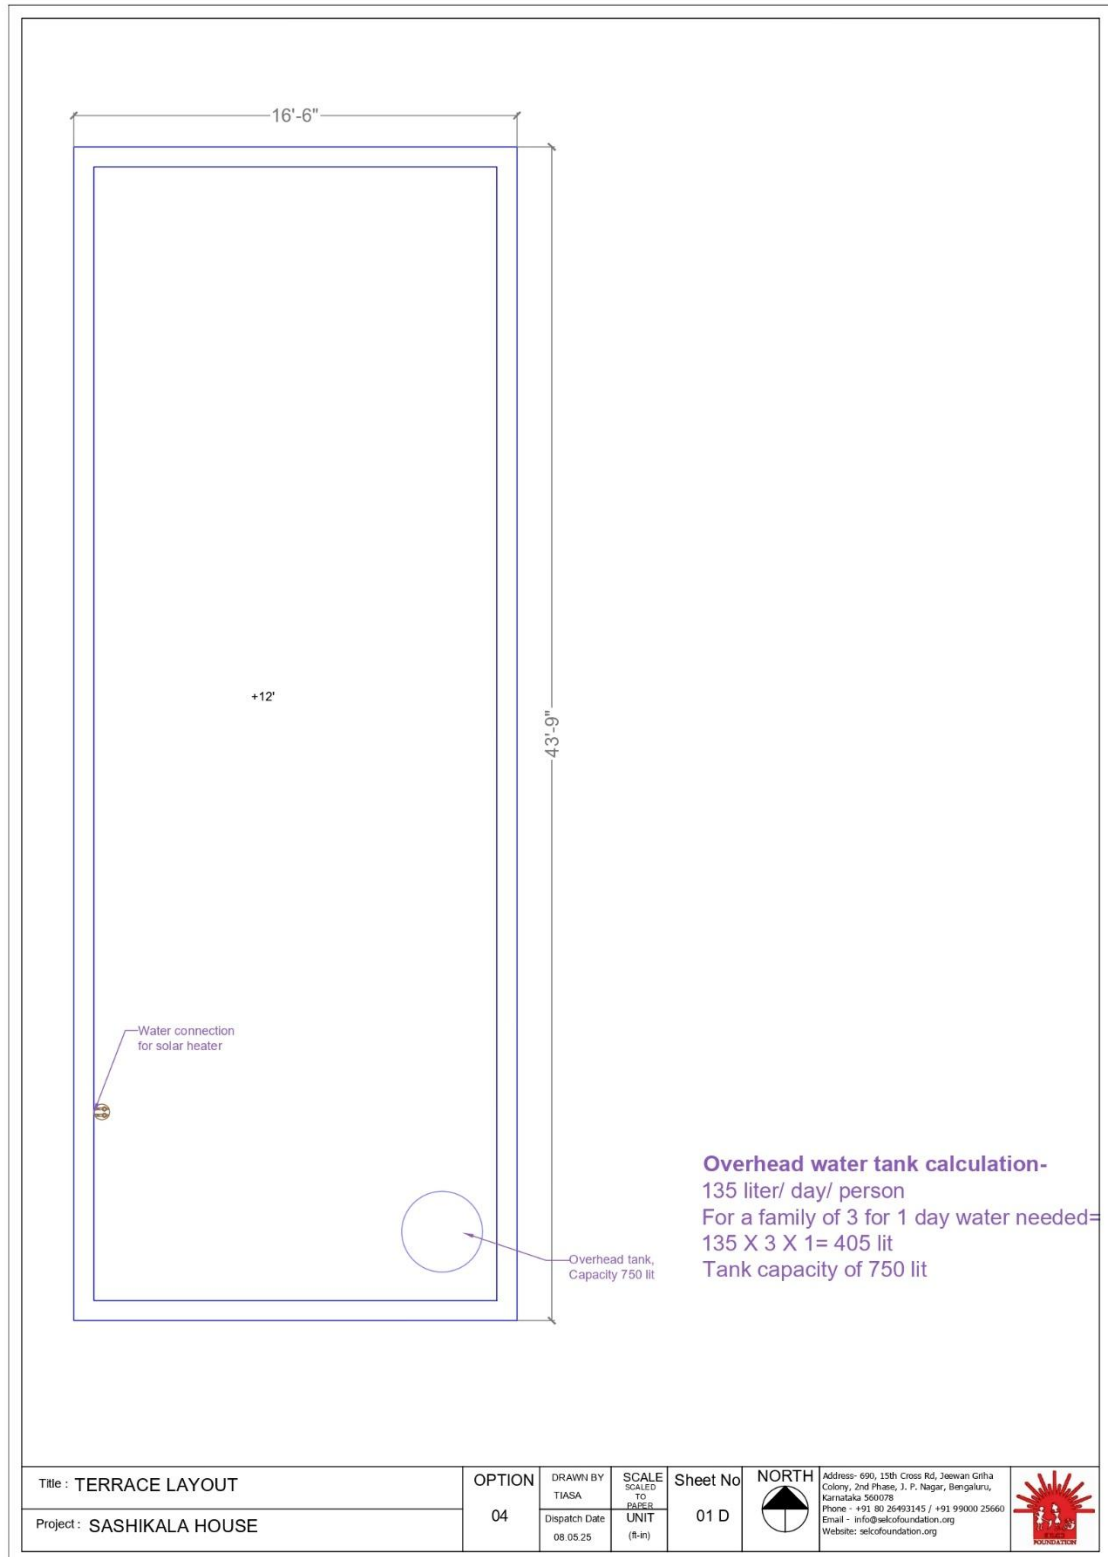 16'-6"
43'-9"
+12'
Water connection
for solar heater
Overhead tank,
Capacity 750 lit
Overhead water tank calculation-
135 liter/ day/ person
For a family of 3 for 1 day water needed=
135 X 3 X 1= 405 lit
Tank capacity of 750 lit
Title : TERRACE LAYOUT
Project : SASHIKALA HOUSE
OPTION
04
DRAWN BY
TIASA
Dispatch Date
08.05.25
SCALE
SCALED
TO
PAPER
UNIT
(ft-in)
Sheet No
01 D
NORTH
Address- 690, 15th Cross Rd, Jeewan Griha
Colony, 2nd Phase, J. P. Nagar, Bengaluru,
Karnataka 560078
Phone - +91 80 26493145 / +91 99000 25660
Email - info@selcofoundation.org
Website: selcofoundation.org
SELCO
FOUNDATION